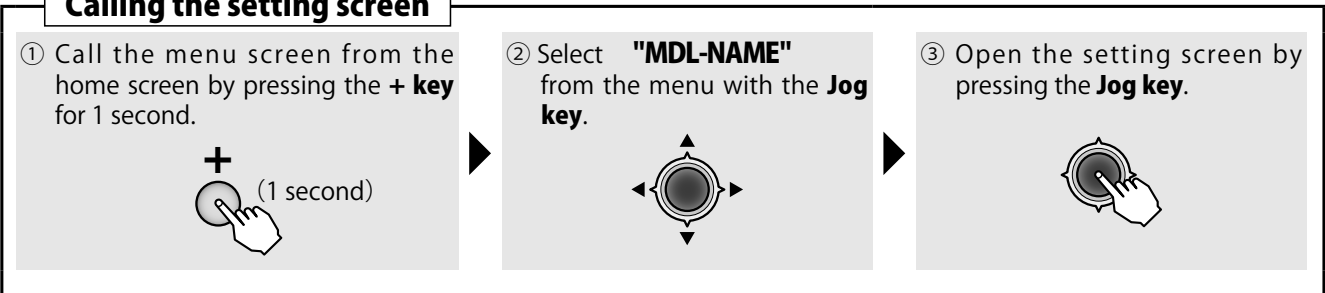 Calling the setting screen
① Call the menu screen from the
home screen by pressing the + key
for 1 second.
+
(1 second)
② Select "MDL-NAME"
from the menu with the Jog
key.
③ Open the setting screen by
pressing the Jog key.